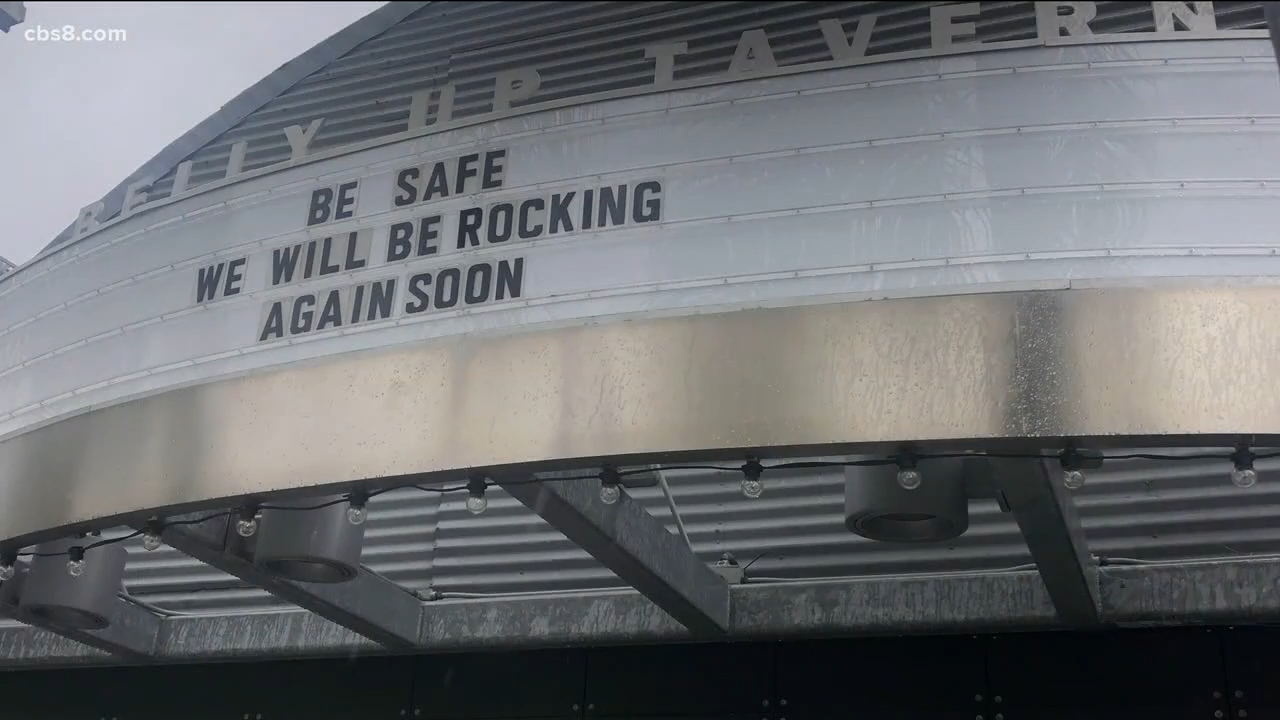 cbs8.com
BELLY UP TAVERN
BE SAFE
WE WILL BE ROCKING
AGAIN SOON